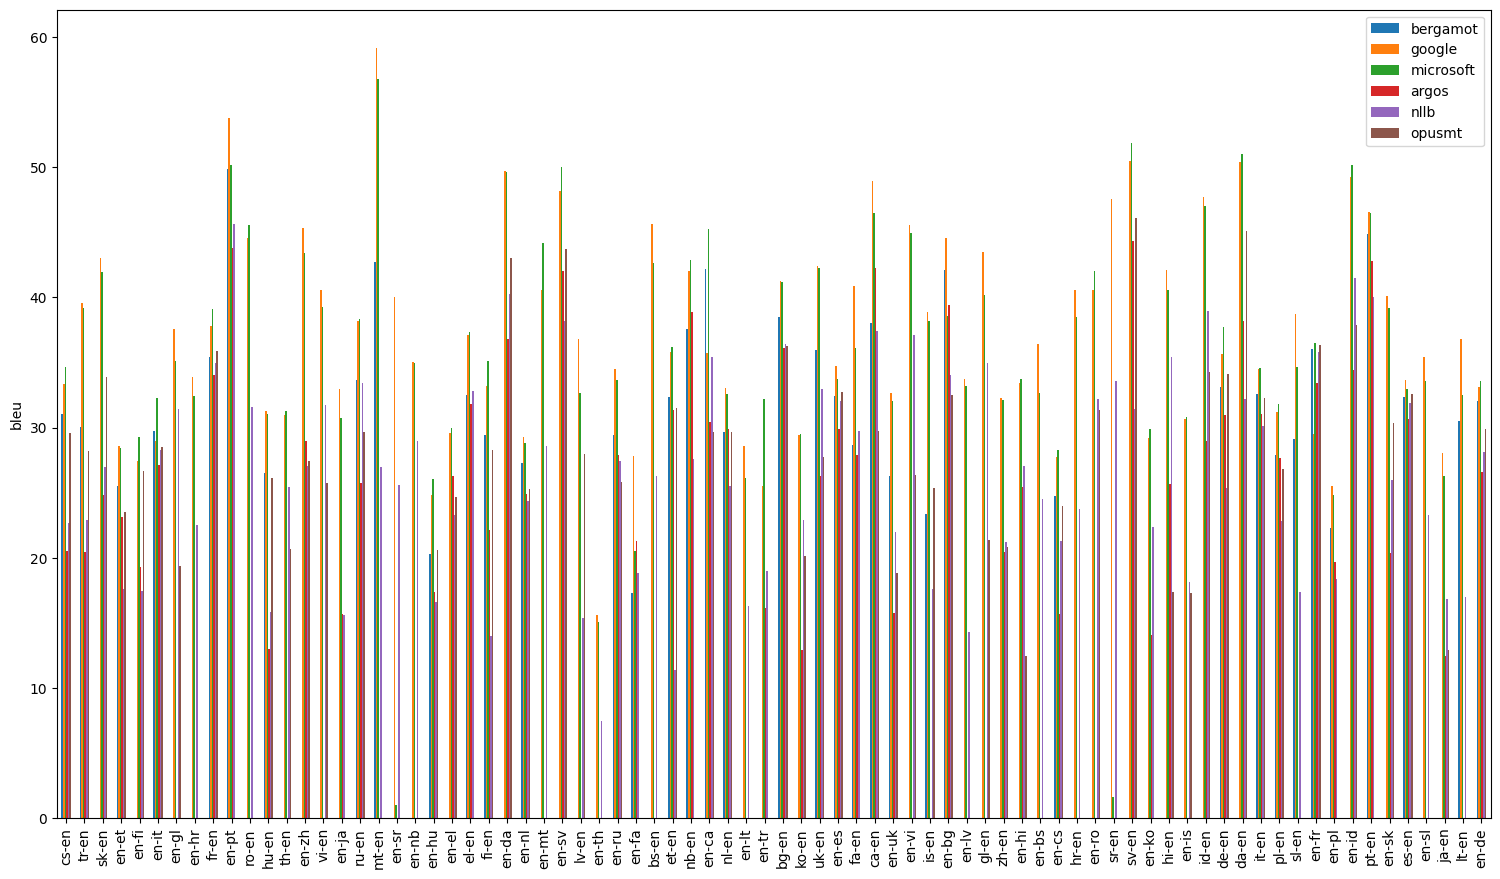 bleu
60
50
40
30
20
10
0
bergamot
google
microsoft
argos
nllb
opusmt
cs-en
tr-en
sk-en
en-et
en-fi
en-it
en-gl
en-hr
fr-en
en-pt
ro-en
hu-en
th-en
en-zh
vi-en
en-ja
ru-en
mt-en
en-sr
en-nb
en-hu
en-el
el-en
fi-en
en-da
en-nl
en-mt
en-sv
lv-en
en-th
en-ru
en-fa
bs-en
et-en
nb-en
en-ca
nl-en
en-lt
en-tr
bg-en
ko-en
uk-en
en-es
fa-en
ca-en
en-uk
en-vi
is-en
en-bg
en-lv
gl-en
zh-en
en-hi
en-bs
en-cs
hr-en
en-ro
sr-en
sv-en
en-ko
hi-en
en-is
id-en
de-en
da-en
it-en
pl-en
sl-en
en-fr
en-pl
en-id
pt-en
en-sk
es-en
en-sl
ja-en
lt-en
en-de